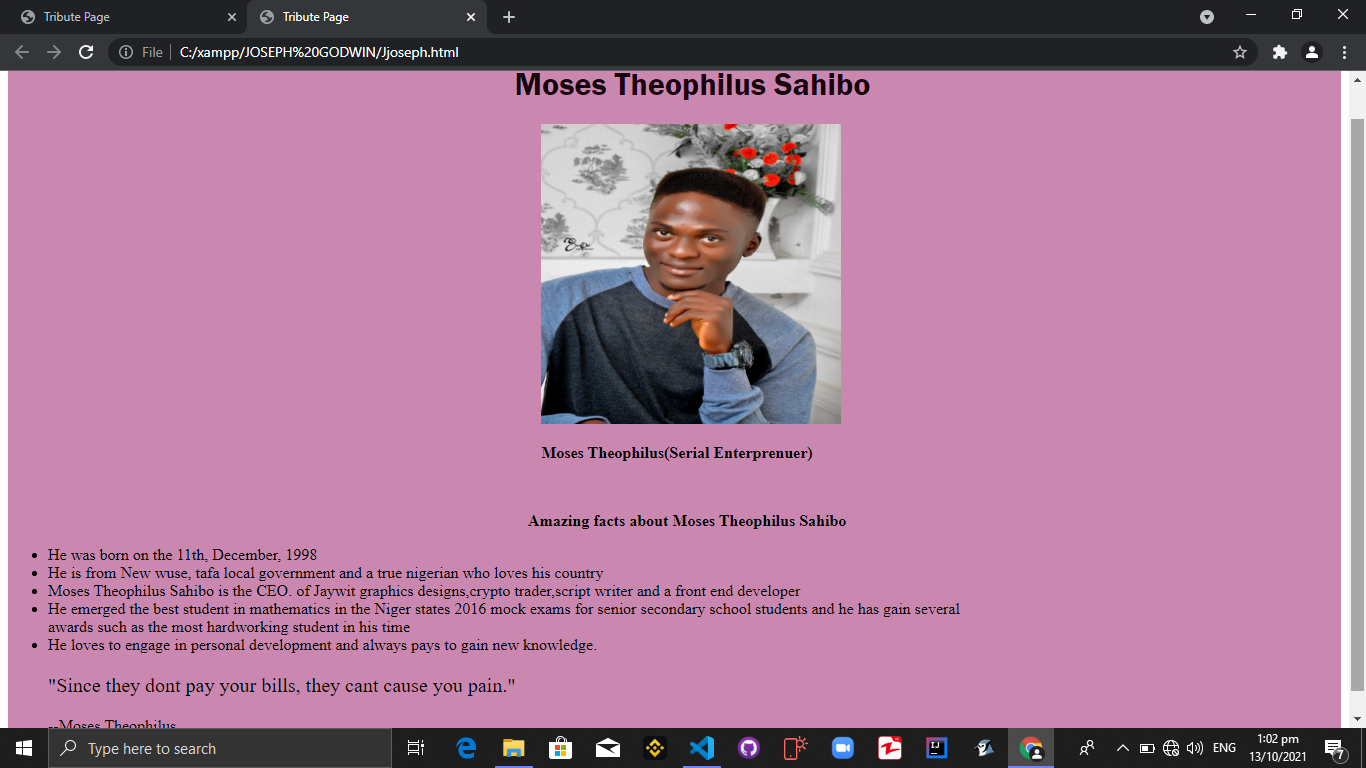 Tribute Page
Tribute Page
File
C:/xampp/JOSEPH%20GODWIN/Jjoseph.html
Moses Theophilus Sahibo
Moses Theophilus(Serial Enterprenuer)
Amazing facts about Moses Theophilus Sahibo
He was born on the 11th, December, 1998
He is from New wuse, tafa local government and a true nigerian who loves his country
Moses Theophilus Sahibo is the CEO. of Jaywit graphics designs,crypto trader,script writer and a front end developer
He emerged the best student in mathematics in the Niger states 2016 mock exams for senior secondary school students and he has gain several
awards such as the most hardworking student in his time
He loves to engage in personal development and always pays to gain new knowledge.
"Since they dont pay your bills, they cant cause you pain."
--Moses Theophilus
Type here to search
IJ
ENG
1:02 pm
13/10/2021
7